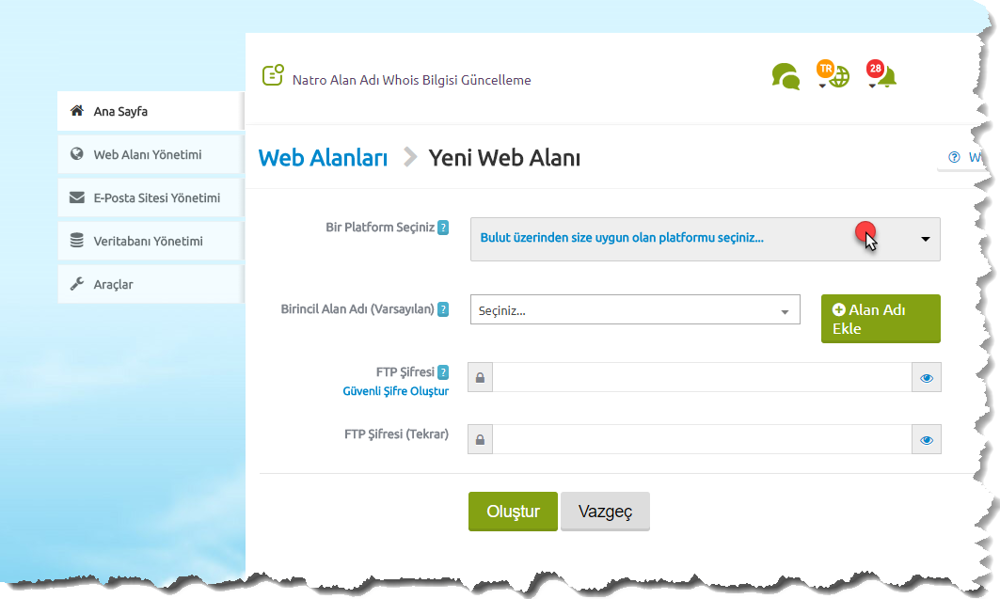 Natro Alan Adı Whois Bilgisi Güncelleme
TR
28
Ana Sayfa
Web Alanı Yönetimi
E-Posta Sitesi Yönetimi
Veritabanı Yönetimi
Araçlar
Web Alanları > Yeni Web Alanı
? W
Bir Platform Seçiniz ?
Bulut üzerinden size uygun olan platformu seçiniz...
Birincil Alan Adı (Varsayılan) ?
Seçiniz...
Alan Adı
Ekle
FTP Şifresi ?
Güvenli Şifre Oluştur
FTP Şifresi (Tekrar)
Oluştur
Vazgeç